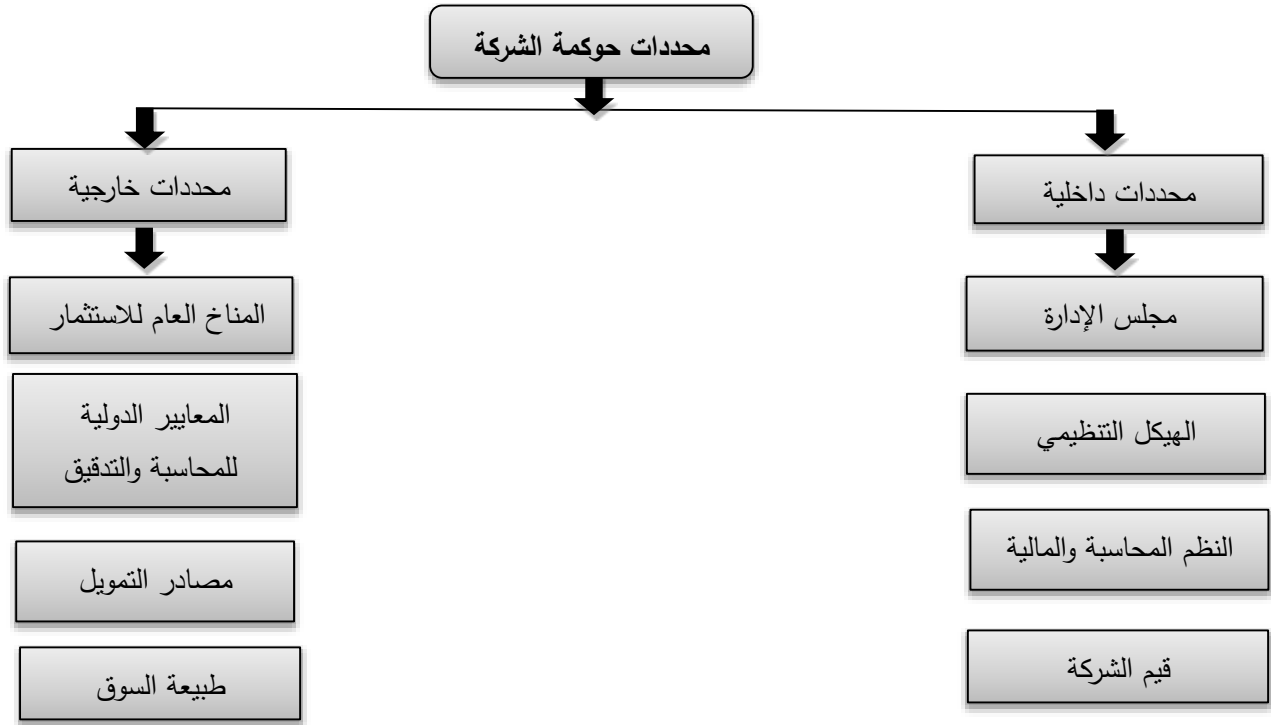 محددات حوكمة الشركة
محددات داخلية
مجلس الإدارة
الهيكل التنظيمي
النظم المحاسبة والمالية
قيم الشركة
محددات خارجية
المناخ العام للاستثمار
المعايير الدولية
للمحاسبة والتدقيق
مصادر التمويل
طبيعة السوق